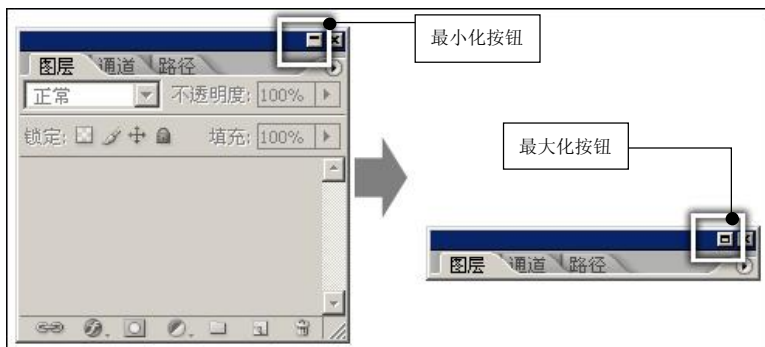 最小化按钮
图层 通道 路径
正常 不透明度: 100%
锁定: 填充: 100%
最大化按钮
图层 通道 路径